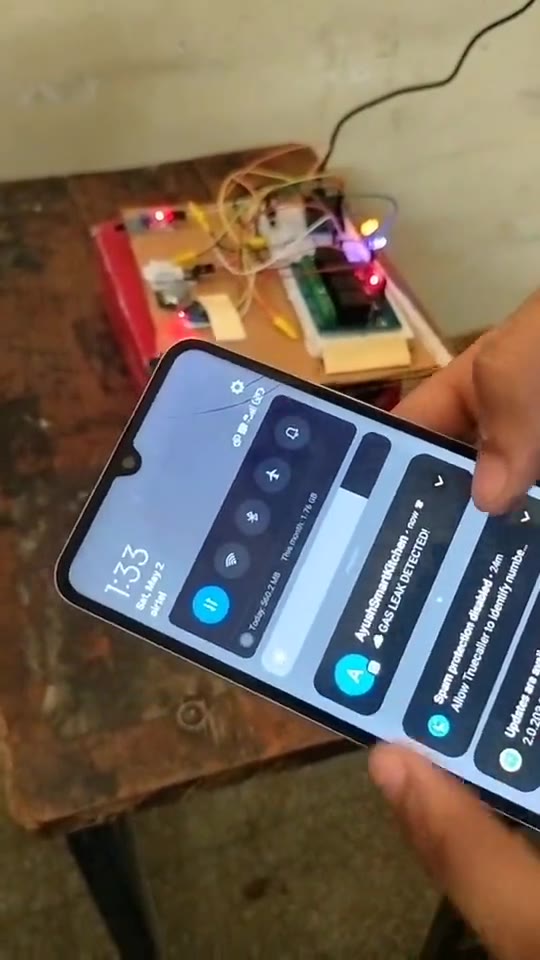 1:33
Sat, May 2
airtel
Today: 560.2 MB
This month: 1.76 GB
A
AyushSmartKitchen • now
GAS LEAK DETECTED!
Spam protection disabled • 24m
Allow Truecaller to identify numbe...
Updates are